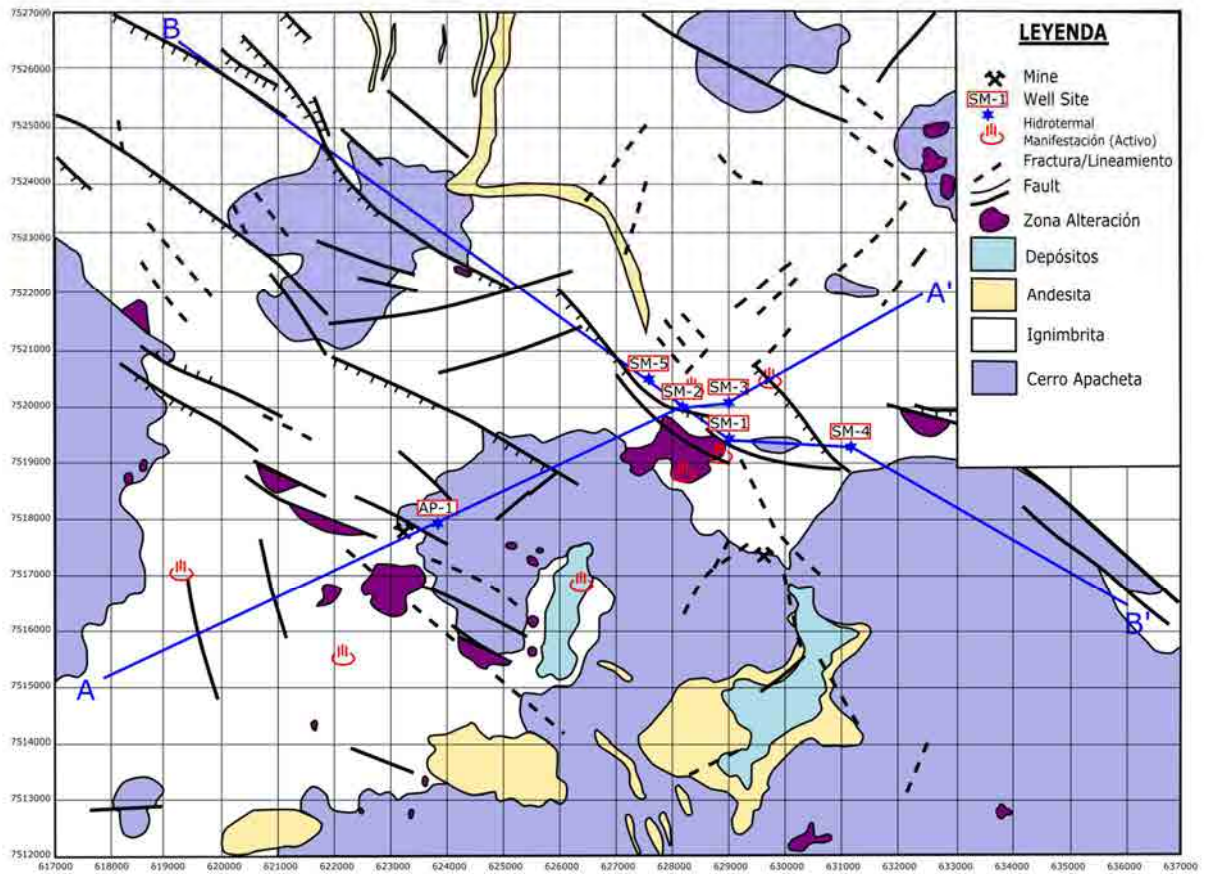 7527000
7526000
7525000
7524000
7523000
7522000
7521000
7520000
7519000
7518000
7517000
7516000
7515000
7514000
7513000
7512000
617000
618000
619000
620000
621000
622000
623000
624000
625000
626000
627000
628000
629000
630000
631000
632000
633000
634000
635000
636000
637000
B
A'
SM-5
SM-2
SM-3
SM-1
SM-4
AP-1
A
B'
LEYENDA
Mine
SM-1 Well Site
Hidrotermal
Manifestación (Activo)
Fractura/Lineamiento
Fault
Zona Alteración
Depósitos
Andesita
Ignimbrita
Cerro Apacheta